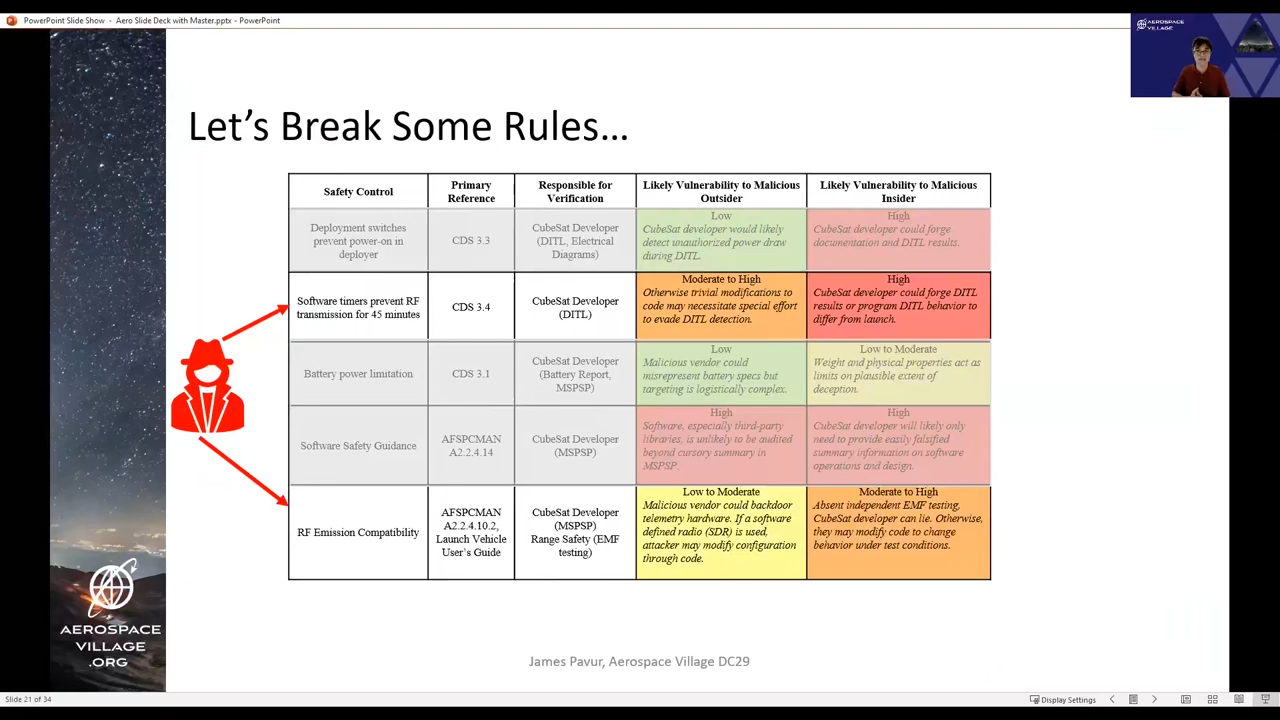 PowerPoint Slide Show - Aero Slide Deck with Master.pptx - PowerPoint
AEROSPACE
VILLAGE
Let's Break Some Rules…
Safety Control
Primary
Reference
Responsible for
Verification
Likely Vulnerability to Malicious
Outsider
Likely Vulnerability to Malicious
Insider
Deployment switches
prevent power-on in
deployer
CDS 3.3
CubeSat Developer
(DITL, Electrical
Diagrams)
Low
CubeSat developer would likely
detect unauthorized power draw
during DITL.
High
CubeSat developer could forge
documentation and DITL results.
Software timers prevent RF
transmission for 45 minutes
CDS 3.4
CubeSat Developer
(DITL)
Moderate to High
Otherwise trivial modifications to
code may necessitate special effort
to evade DITL detection.
High
CubeSat developer could forge DITL
results or program DITL behavior to
differ from launch.
Battery power limitation
CDS 3.1
CubeSat Developer
(Battery Report,
MSPSP)
Low
Malicious vendor could
misrepresent battery specs but
targeting is logistically complex.
Low to Moderate
Weight and physical properties act as
limits on plausible extent of
deception.
Software Safety Guidance
AFSPCMAN
A2.2.4.14
CubeSat Developer
(MSPSP)
High
Software, especially third-party
libraries, is unlikely to be audited
beyond cursory summary in
MSPSP.
High
CubeSat developer will likely only
need to provide easily falsified
summary information on software
operations and design.
RF Emission Compatibility
AFSPCMAN
A2.2.4.10.2,
Launch Vehicle
User's Guide
CubeSat Developer
(MSPSP)
Range Safety (EMF
testing)
Low to Moderate
Malicious vendor could backdoor
telemetry hardware. If a software
defined radio (SDR) is used,
attacker may modify configuration
through code.
Moderate to High
Absent independent EMF testing,
CubeSat developer can lie. Otherwise,
they may modify code to change
behavior under test conditions.
AEROSPACE
VILLAGE
.ORG
James Pavur, Aerospace Village DC29
Slide 21 of 34
Display Settings